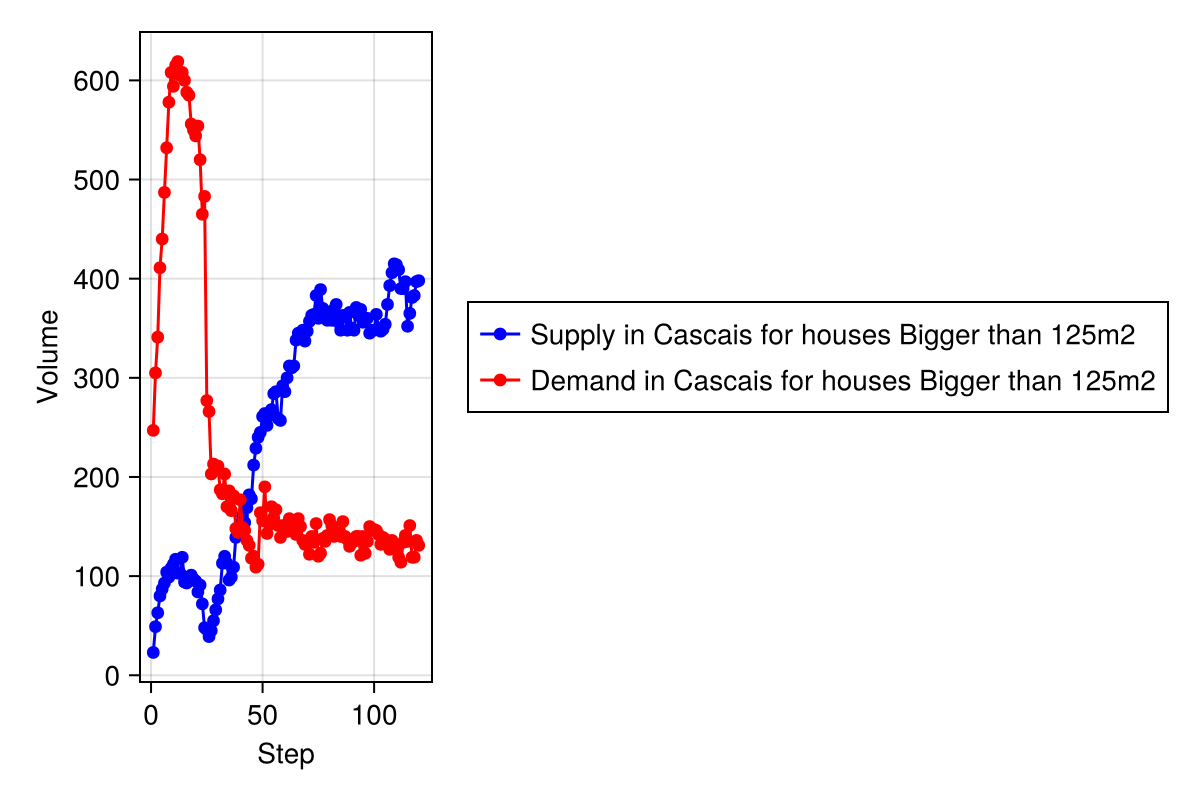 600
500
400
300
200
100
0
Volume
0 50 100
Step
Supply in Cascais for houses Bigger than 125m2
Demand in Cascais for houses Bigger than 125m2